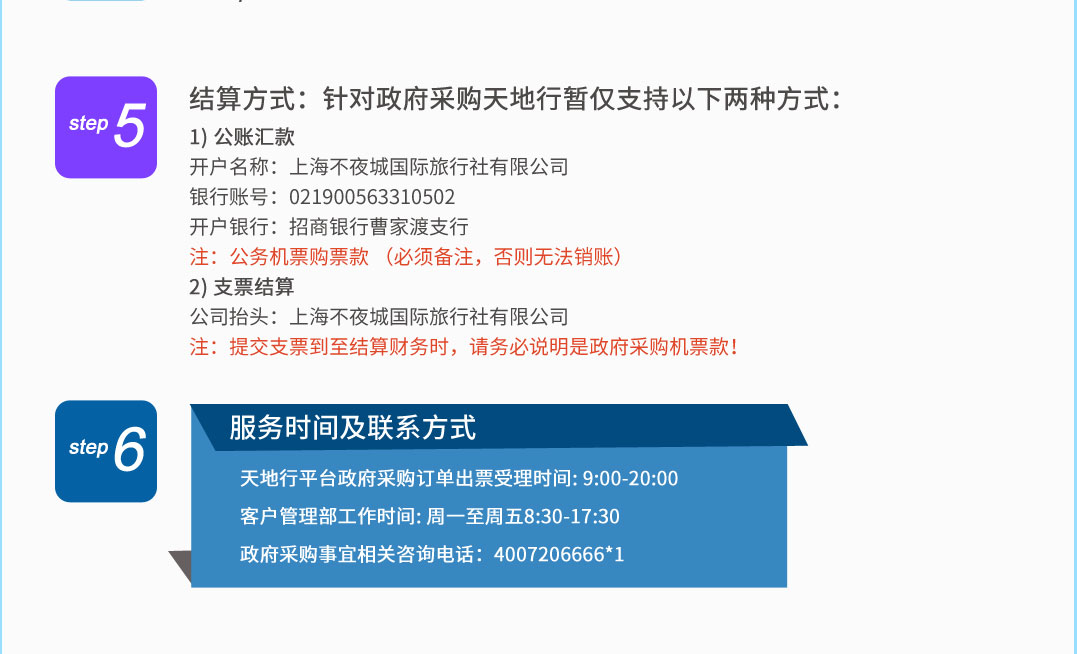 step 5
结算方式：针对政府采购天地行暂仅支持以下两种方式：
1) 公账汇款
开户名称：上海不夜城国际旅行社有限公司
银行账号：021900563310502
开户银行：招商银行曹家渡支行
注：公务机票购票款 （必须备注，否则无法销账）
2) 支票结算
公司抬头：上海不夜城国际旅行社有限公司
注：提交支票到至结算财务时，请务必说明是政府采购机票款！
step 6
服务时间及联系方式
天地行平台政府采购订单出票受理时间: 9:00-20:00
客户管理部工作时间: 周一至周五8:30-17:30
政府采购事宜相关咨询电话：4007206666*1